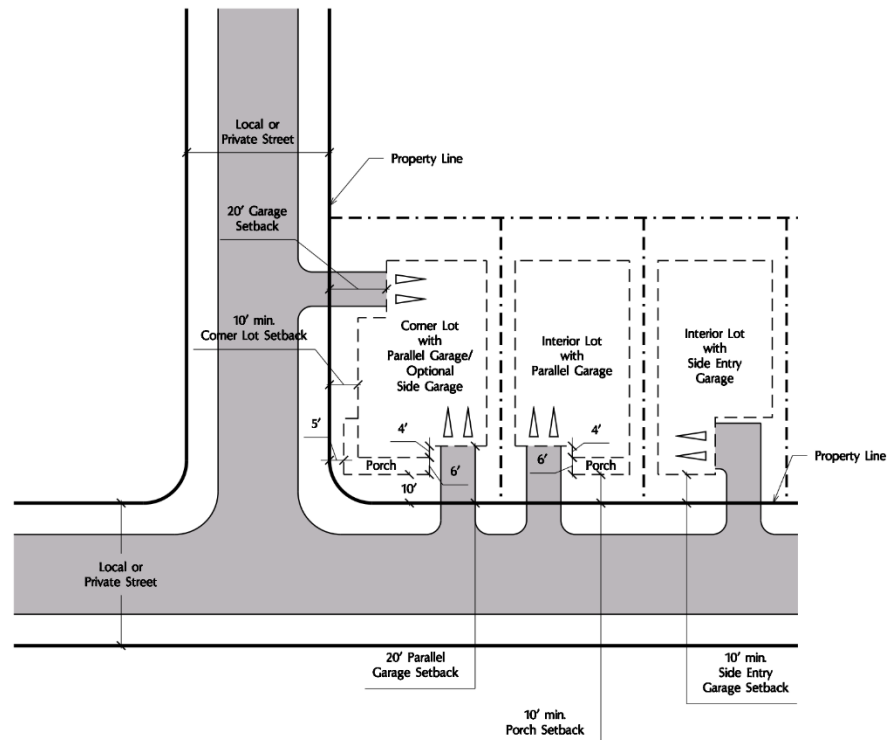 Local or
Private Street
Property Line
20' Garage
Setback
10' min.
Corner Lot Setback
Corner Lot
with
Parallel Garage/
Optional
Side Garage
Interior Lot
with
Parallel Garage
Interior Lot
with
Side Entry
Garage
5'
4'
4'
Porch
6'
6'
Porch
10'
Property Line
Local or
Private Street
20' Parallel
Garage Setback
10' min.
Side Entry
Garage Setback
10' min.
Porch Setback